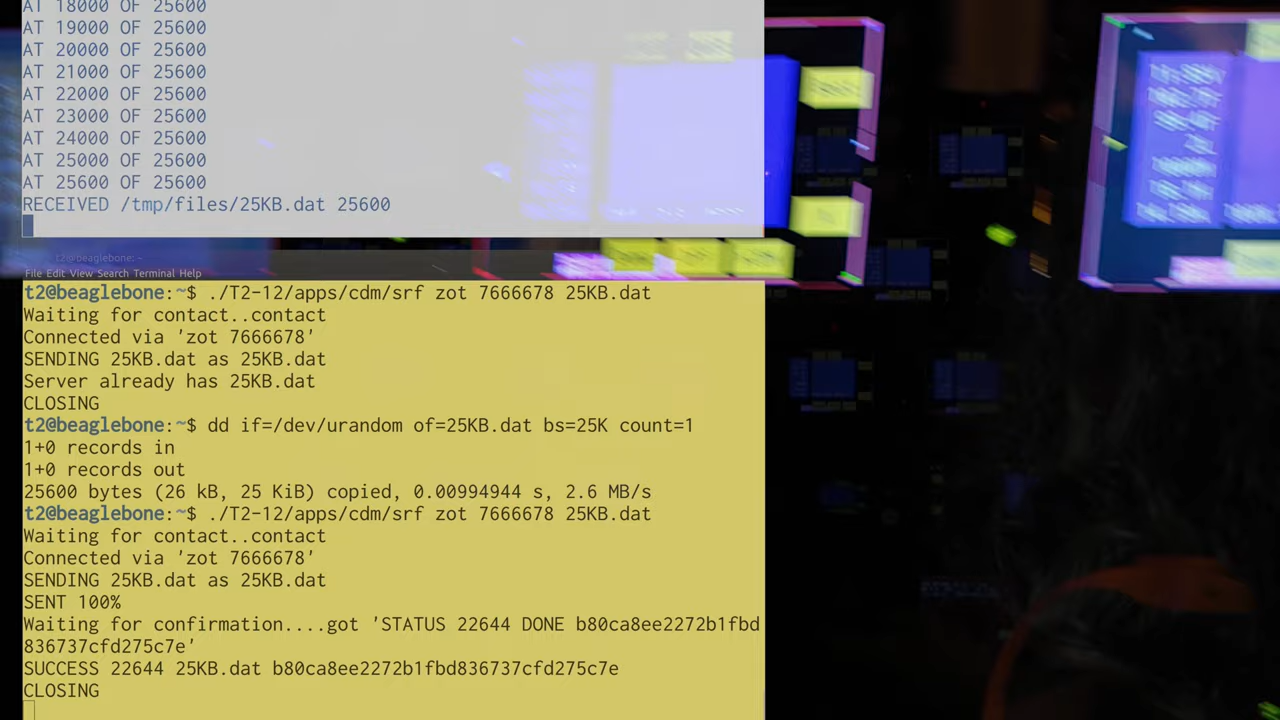 AT 18000 OF 25600
AT 19000 OF 25600
AT 20000 OF 25600
AT 21000 OF 25600
AT 22000 OF 25600
AT 23000 OF 25600
AT 24000 OF 25600
AT 25000 OF 25600
AT 25600 OF 25600
RECEIVED /tmp/files/25KB.dat 25600
t2@beaglebone: ~
File Edit View Search Terminal Help
t2@beaglebone:~$ ./T2-12/apps/cdm/srf zot 7666678 25KB.dat
Waiting for contact..contact
Connected via 'zot 7666678'
SENDING 25KB.dat as 25KB.dat
Server already has 25KB.dat
CLOSING
t2@beaglebone:~$ dd if=/dev/urandom of=25KB.dat bs=25K count=1
1+0 records in
1+0 records out
25600 bytes (26 kB, 25 KiB) copied, 0.00994944 s, 2.6 MB/s
t2@beaglebone:~$ ./T2-12/apps/cdm/srf zot 7666678 25KB.dat
Waiting for contact..contact
Connected via 'zot 7666678'
SENDING 25KB.dat as 25KB.dat
SENT 100%
Waiting for confirmation....got 'STATUS 22644 DONE b80ca8ee2272b1fbd
836737cfd275c7e'
SUCCESS 22644 25KB.dat b80ca8ee2272b1fbd836737cfd275c7e
CLOSING